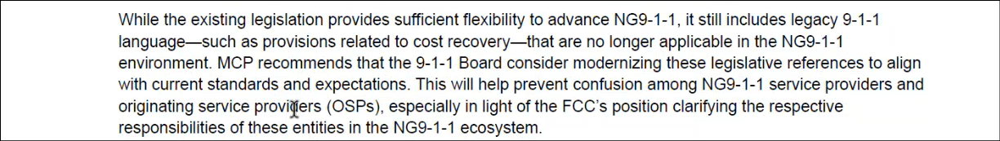 While the existing legislation provides sufficient flexibility to advance NG9-1-1, it still includes legacy 9-1-1
language—such as provisions related to cost recovery—that are no longer applicable in the NG9-1-1
environment. MCP recommends that the 9-1-1 Board consider modernizing these legislative references to align
with current standards and expectations. This will help prevent confusion among NG9-1-1 service providers and
originating service providers (OSPs), especially in light of the FCC’s position clarifying the respective
responsibilities of these entities in the NG9-1-1 ecosystem.